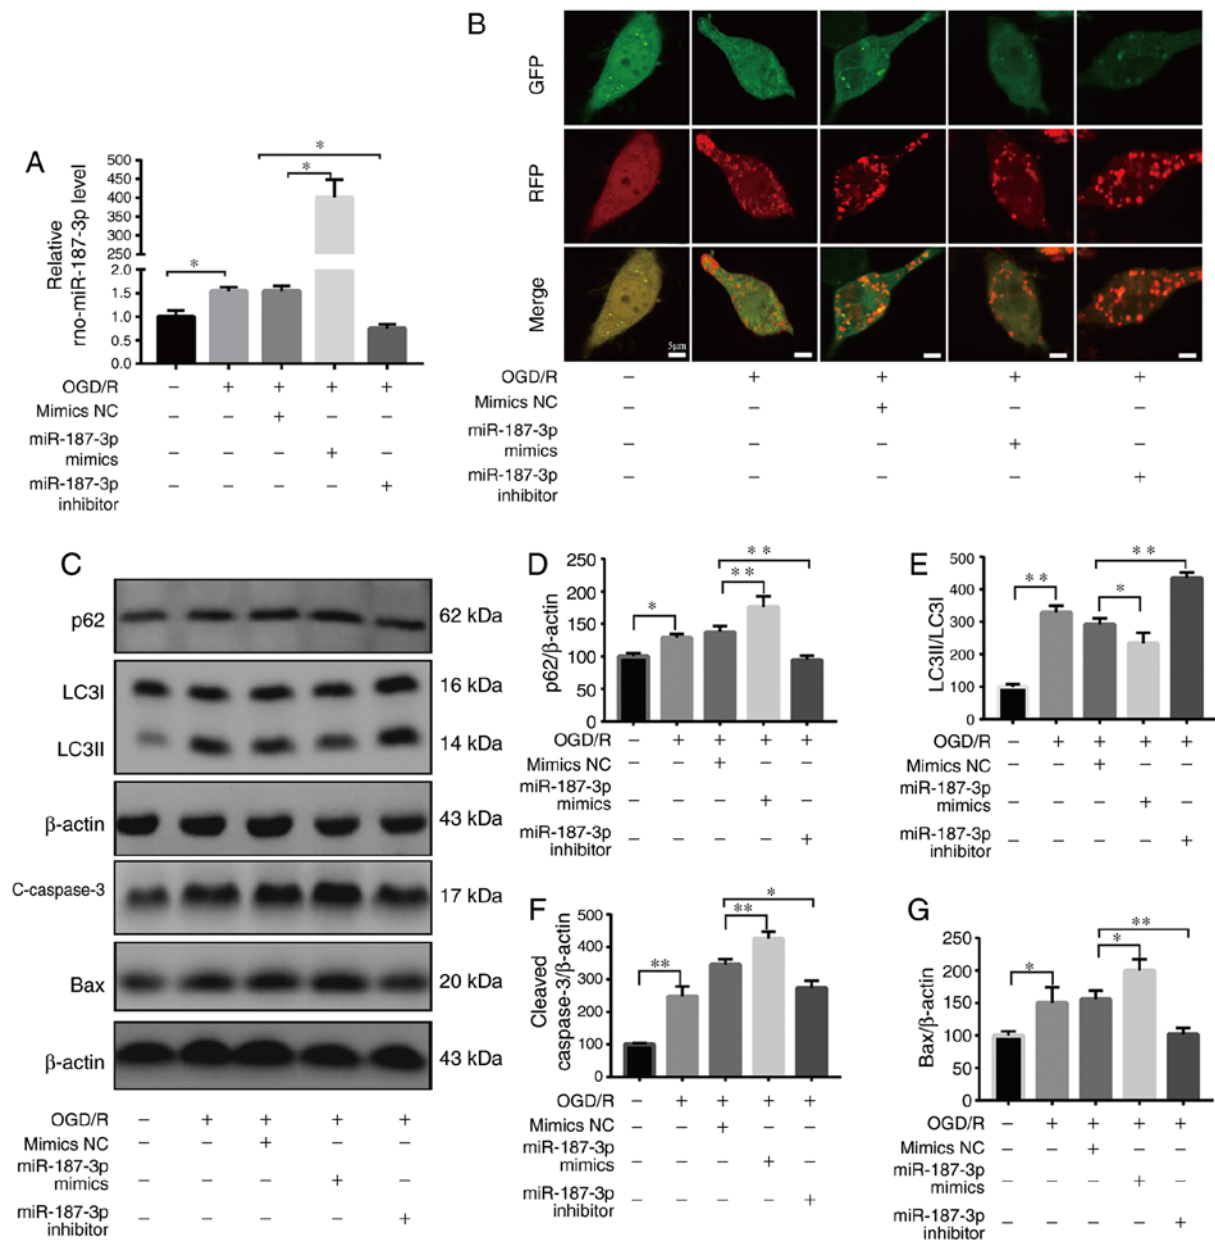 A
Relative
rno-miR-187-3p level
500
450
400
350
300
250
2.0
1.5
1.0
0.5
0.0
*
*
*
OGD/R – + + + +
Mimics NC – – + – –
miR-187-3p
mimics – – – + –
miR-187-3p
inhibitor – – – – +
B
GFP
RFP
Merge
5μm
OGD/R – + + + +
Mimics NC – – + – –
miR-187-3p
mimics – – – + –
miR-187-3p
inhibitor – – – – +
C
p62 62 kDa
LC3I 16 kDa
LC3II 14 kDa
β-actin 43 kDa
C-caspase-3 17 kDa
Bax 20 kDa
β-actin 43 kDa
OGD/R – + + + +
Mimics NC – – + – –
miR-187-3p
mimics – – – + –
miR-187-3p
inhibitor – – – – +
D
p62/β-actin
250
200
150
100
50
0
*
**
**
OGD/R – + + + +
Mimics NC – – + – –
miR-187-3p
mimics – – – + –
miR-187-3p
inhibitor – – – – +
E
LC3II/LC3I
500
400
300
200
100
0
**
*
**
OGD/R – + + + +
Mimics NC – – + – –
miR-187-3p
mimics – – – + –
miR-187-3p
inhibitor – – – – +
F
Cleaved
caspase-3/β-actin
500
400
300
200
100
0
**
**
*
OGD/R – + + + +
Mimics NC – – + – –
miR-187-3p
mimics – – – + –
miR-187-3p
inhibitor – – – – +
G
Bax/β-actin
250
200
150
100
50
0
*
*
**
OGD/R – + + + +
Mimics NC – – + – –
miR-187-3p
mimics – – – + –
miR-187-3p
inhibitor – – – – +